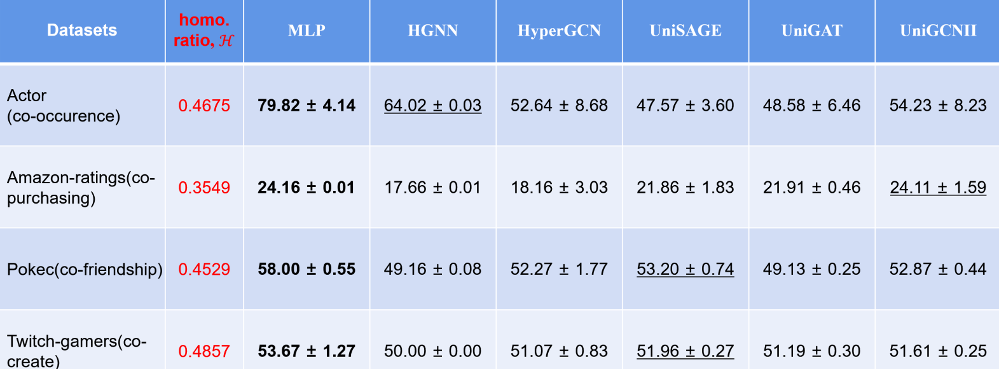 Datasets homo. ratio, ℋ MLP HGNN HyperGCN UniSAGE UniGAT UniGCNII
Actor
(co-occurence) 0.4675 79.82 ± 4.14 64.02 ± 0.03 52.64 ± 8.68 47.57 ± 3.60 48.58 ± 6.46 54.23 ± 8.23
Amazon-ratings(co-
purchasing) 0.3549 24.16 ± 0.01 17.66 ± 0.01 18.16 ± 3.03 21.86 ± 1.83 21.91 ± 0.46 24.11 ± 1.59
Pokec(co-friendship) 0.4529 58.00 ± 0.55 49.16 ± 0.08 52.27 ± 1.77 53.20 ± 0.74 49.13 ± 0.25 52.87 ± 0.44
Twitch-gamers(co-
create) 0.4857 53.67 ± 1.27 50.00 ± 0.00 51.07 ± 0.83 51.96 ± 0.27 51.19 ± 0.30 51.61 ± 0.25